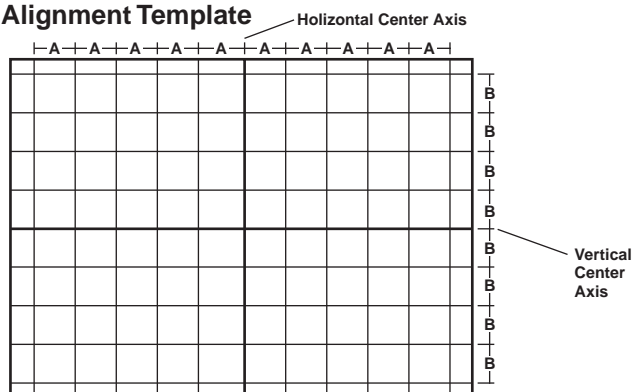 Alignment Template
Holizontal Center Axis
A A A A A A A A A A
B
B
B
B
B
B
B
B
Vertical
Center
Axis